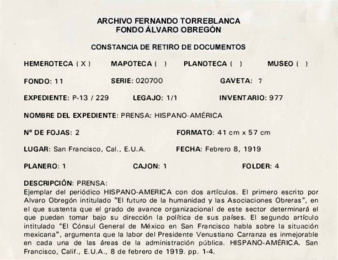 ARCHIVO FERNANDO TORREBLANCA
FONDO ÁLVARO OBREGÓN
CONSTANCIA DE RETIRO DE DOCUMENTOS
HEMEROTECA ( X ) MAPOTECA ( ) PLANOTECA ( ) MUSEO ( )
FONDO: 11 SERIE: 020700 GAVETA: 7
EXPEDIENTE: P-13 / 229 LEGAJO: 1/1 INVENTARIO: 977
NOMBRE DEL EXPEDIENTE: PRENSA: HISPANO-AMÉRICA
Nº DE FOJAS: 2 FORMATO: 41 cm x 57 cm
LUGAR: San Francisco, Cal., E.U.A. FECHA: Febrero 8, 1919
PLANERO: 1 CAJON: 1 FOLDER: 4
DESCRIPCIÓN: PRENSA:
Ejemplar del periódico HISPANO-AMERICA con dos artículos. El primero escrito por
Alvaro Obregón intitulado "El futuro de la humanidad y las Asociaciones Obreras", en
el que sustenta que el grado de avance organizacional de este sector determinará el
que puedan tomar bajo su dirección la política de sus países. El segundo artículo
intitulado "El Cónsul General de México en San Francisco habla sobre la situación
mexicana", argumenta que la labor del Presidente Venustiano Carranza es inmejorable
en cada una de las áreas de la administración pública. HISPANO-AMERICA. San
Francisco, Calif., E.U.A., 8 de febrero de 1919. pp. 1-4.